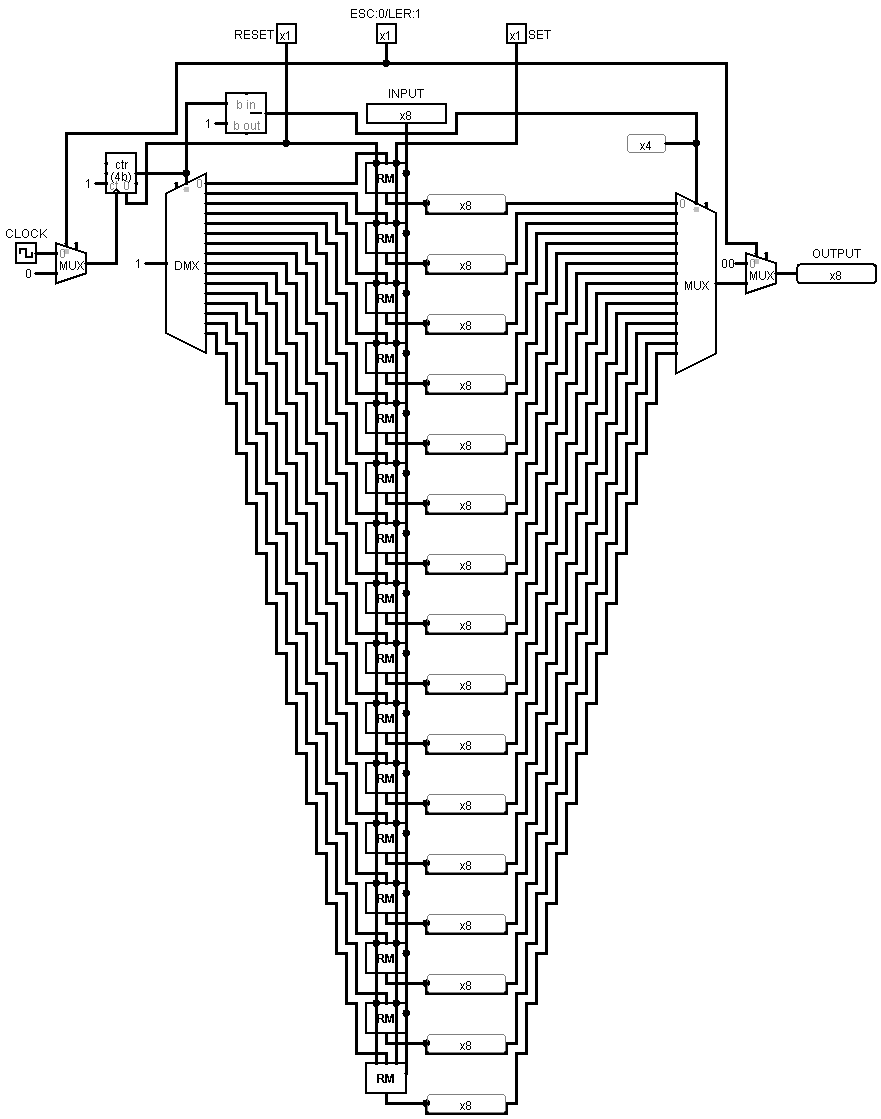 ESC:0/LER:1
RESET x1
x1
x1 SET
INPUT
x8
b in
1 b out
x4
ctr
(4b)
1 ct 0
0
RM
0
x8
RM
CLOCK
0
MUX
0
1 DMX
x8
MUX
OUTPUT
00 0
MUX
x8
RM
x8
RM
x8
RM
x8
RM
x8
RM
x8
RM
x8
RM
x8
RM
x8
RM
x8
RM
x8
RM
x8
RM
x8
RM
x8
RM
x8